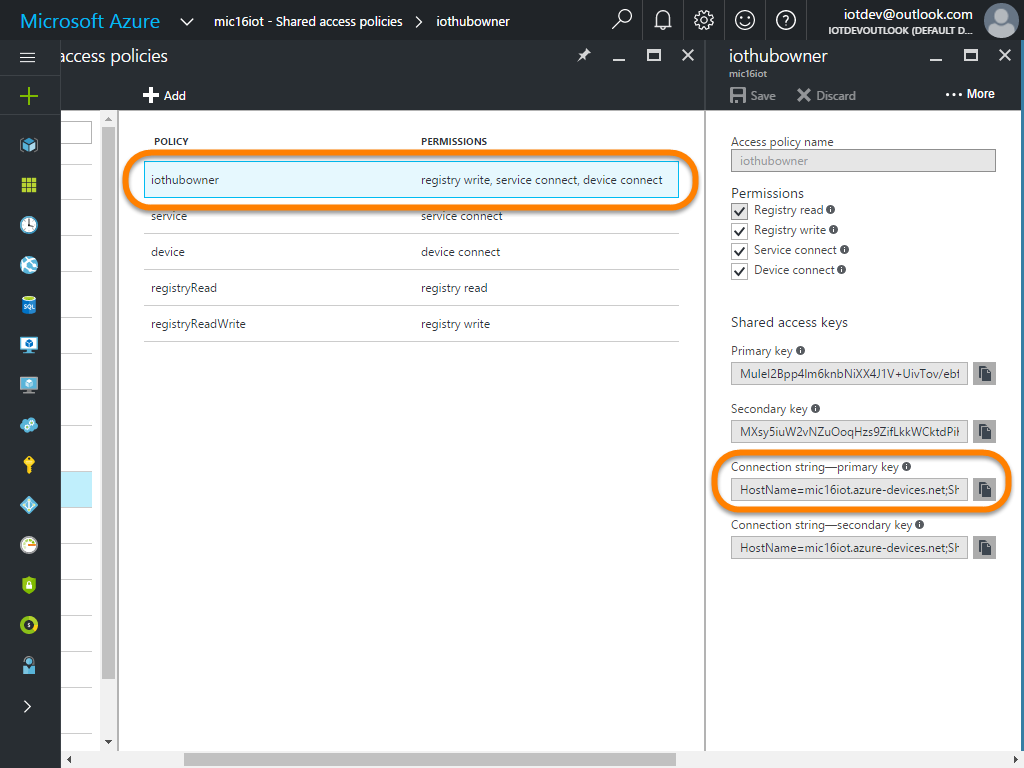 Microsoft Azure
mic16iot - Shared access policies
iothubowner
iotdev@outlook.com
IOTDEVOUTLOOK (DEFAULT D...
access policies
Add
POLICY PERMISSIONS
iothubowner registry write, service connect, device connect
service service connect
device device connect
registryRead registry read
registryReadWrite registry write
SQL
iothubowner
mic16iot
Save Discard ... More
Access policy name
iothubowner
Permissions
Registry read
Registry write
Service connect
Device connect
Shared access keys
Primary key
Secondary key
Connection string—primary key
HostName=mic16iot.azure-devices.net;Sh
Connection string—secondary key
HostName=mic16iot.azure-devices.net;Sh